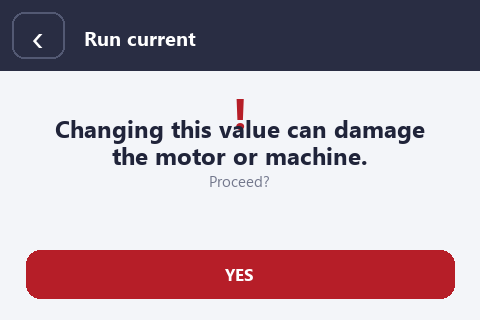 ‹ Run current
!
Changing this value can damage
the motor or machine.
Proceed?
YES